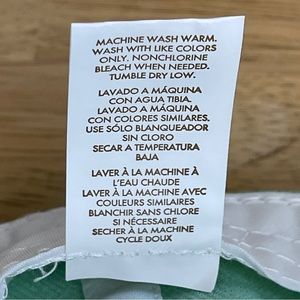 MACHINE WASH WARM.
WASH WITH LIKE COLORS
ONLY. NONCHLORINE
BLEACH WHEN NEEDED.
TUMBLE DRY LOW.
LAVADO A MÁQUINA
CON AGUA TIBIA.
LAVADO A MÁQUINA
CON COLORES SIMILARES.
USE SÓLO BLANQUEADOR
SIN CLORO
SECAR A TEMPERATURA
BAJA
LAVER À LA MACHINE À
L'EAU CHAUDE
LAVER À LA MACHINE AVEC
COULEURS SIMILAIRES
BLANCHIR SANS CHLORE
SI NÉCESSAIRE
SECHER À LA MACHINE
CYCLE DOUX